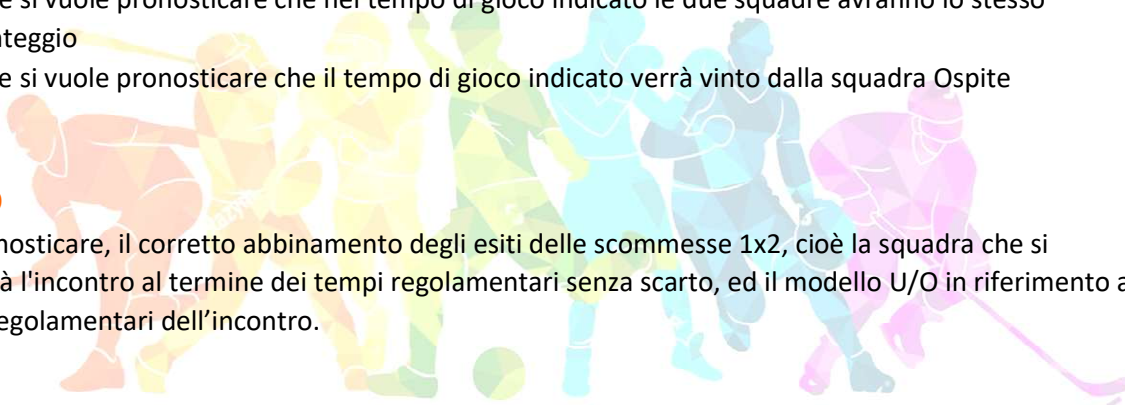 e si vuole pronosticare che nel tempo di gioco indicato le due squadre avranno lo stesso
teggio
e si vuole pronosticare che il tempo di gioco indicato verrà vinto dalla squadra Ospite
nosticare, il corretto abbinamento degli esiti delle scommesse 1x2, cioè la squadra che si
à l'incontro al termine dei tempi regolamentari senza scarto, ed il modello U/O in riferimento a
egolamentari dell’incontro.